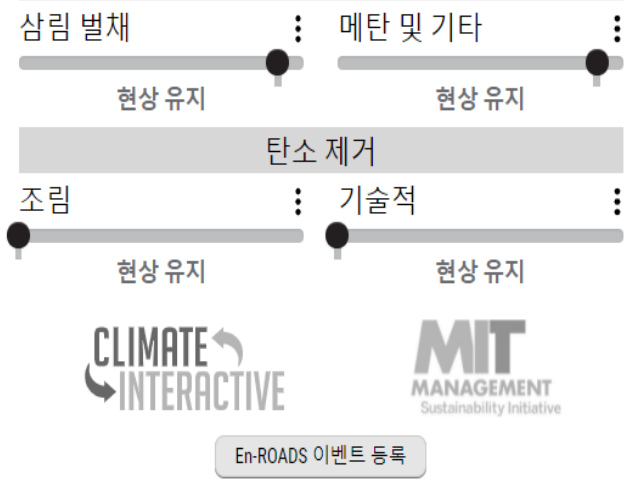 삼림 벌채
메탄 및 기타
현상 유지
현상 유지
탄소 제거
조림
기술적
현상 유지
현상 유지
CLIMATE
INTERACTIVE
MIT
MANAGEMENT
Sustainability Initiative
En-ROADS 이벤트 등록